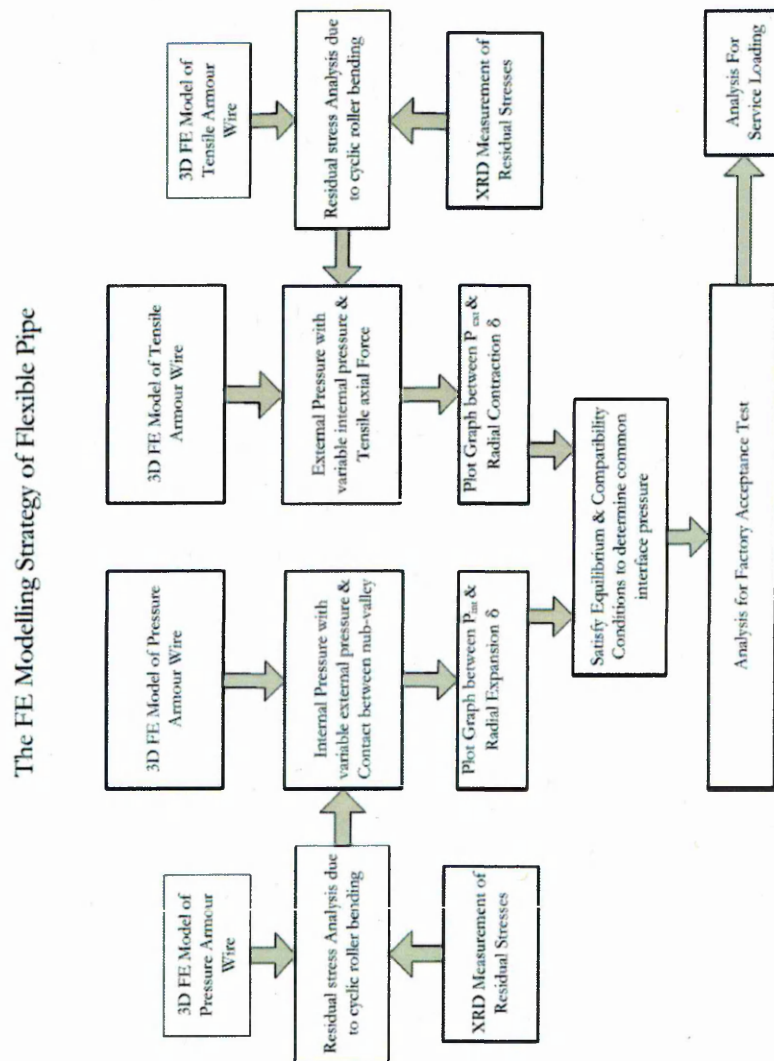 The FE Modelling Strategy of Flexible Pipe
3D FE Model of
Pressure Armour
Wire
Residual stress Analysis due
to cyclic roller bending
XRD Measurement of
Residual Stresses
3D FE Model of Pressure
Armour Wire
Internal Pressure with
variable external pressure &
Contact between nub-valley
Plot Graph between P int &
Radial Expansion δ
3D FE Model of Tensile
Armour Wire
External Pressure with
variable internal pressure &
Tensile axial Force
Plot Graph between P ext &
Radial Contraction δ
3D FE Model of
Tensile Armour
Wire
Residual stress Analysis due
to cyclic roller bending
XRD Measurement of
Residual Stresses
Satisfy Equilibrium & Compatibility
Conditions to determine common
interface pressure
Analysis for Factory Acceptance Test
Analysis For
Service Loading